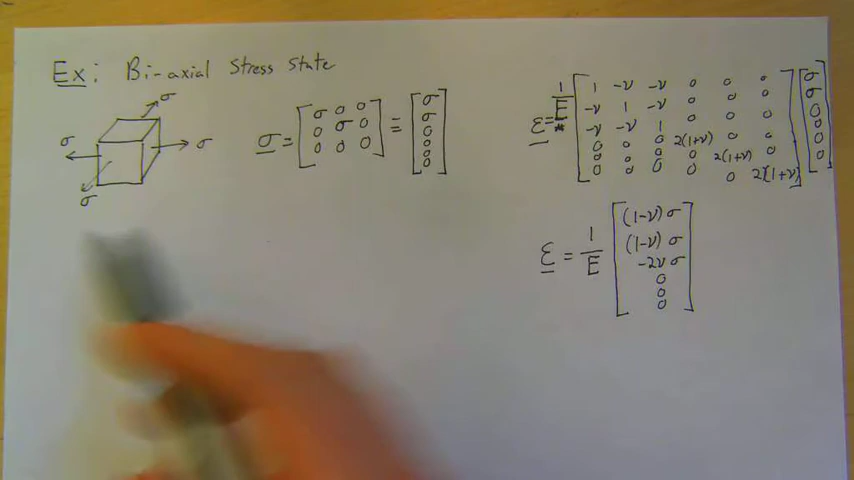 Ex: Bi-axial Stress State
σ
σ
σ
σ
σ = [σ 0 0; 0 σ 0; 0 0 0] = [σ; σ; 0; 0; 0; 0]
ε = 1/E * [1 -ν -ν 0 0 0; -ν 1 -ν 0 0 0; -ν -ν 1 0 0 0; 0 0 0 2(1+ν) 0 0; 0 0 0 0 2(1+ν) 0; 0 0 0 0 0 2(1+ν)] [σ; σ; 0; 0; 0; 0]
ε = 1/E [(1-ν)σ; (1-ν)σ; -2νσ; 0; 0; 0]